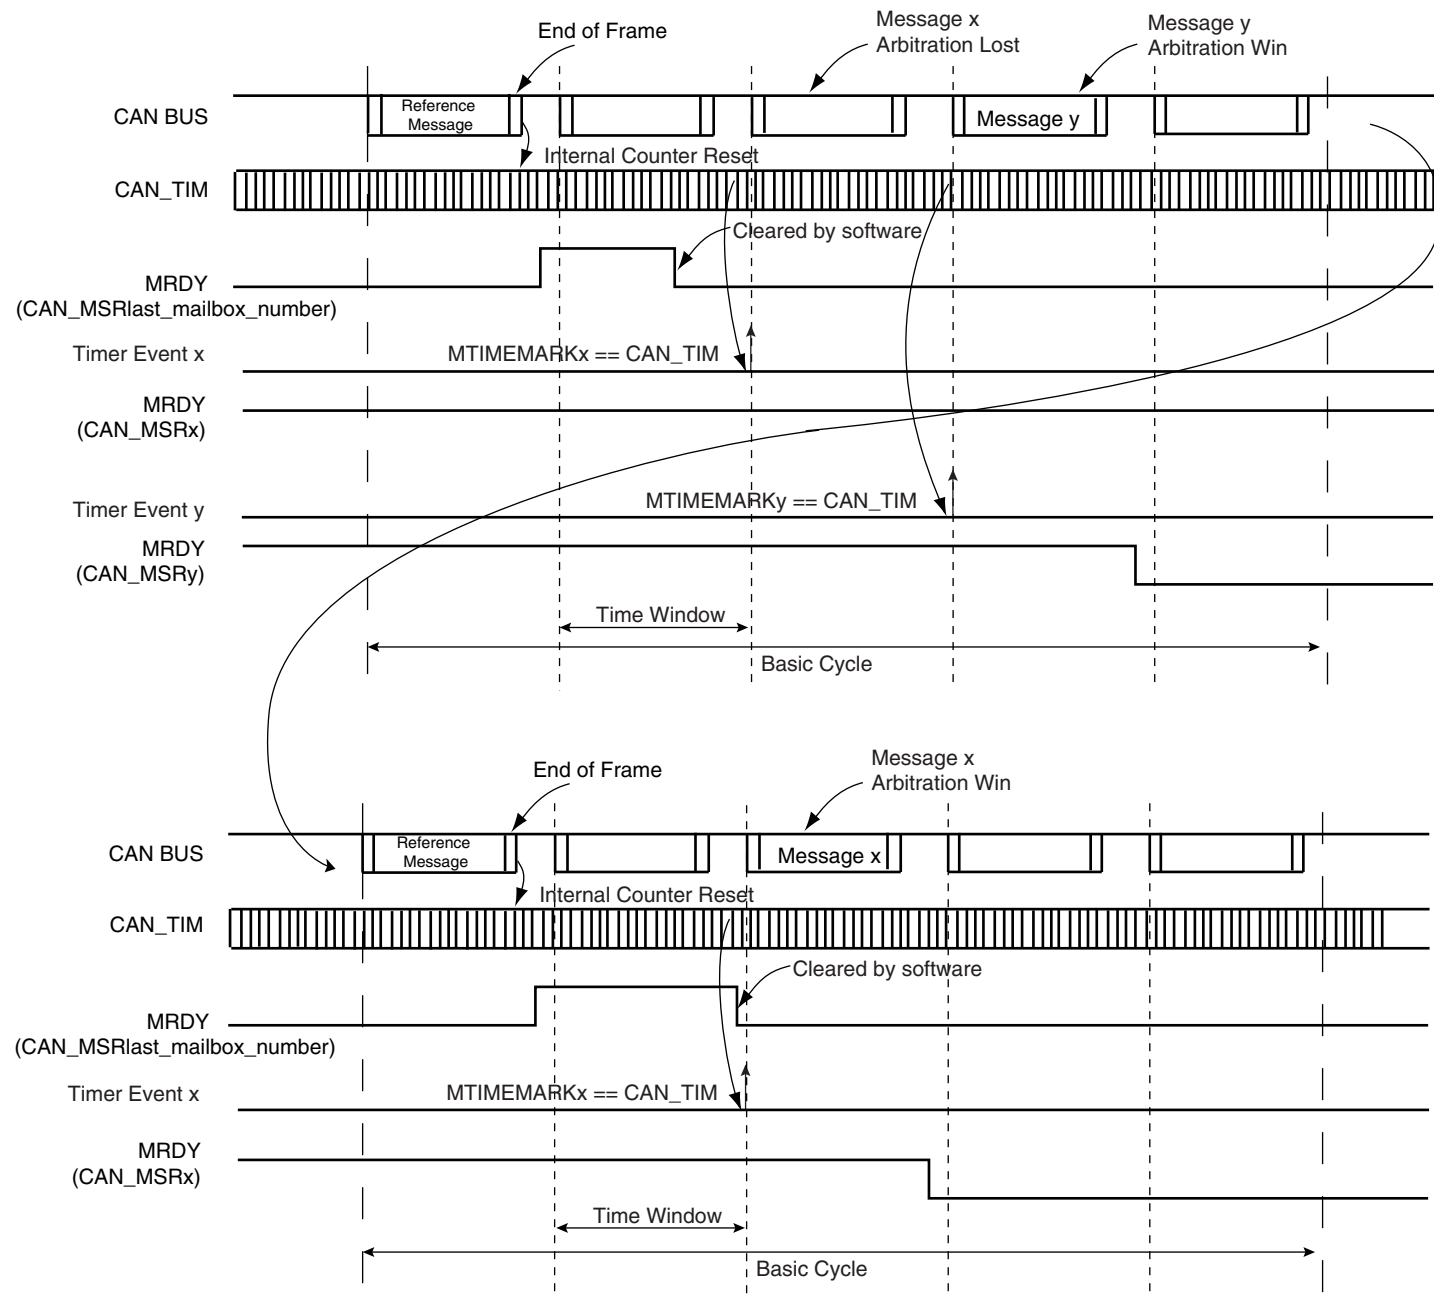 End of Frame
Message x
Arbitration Lost
Message y
Arbitration Win
CAN BUS
Reference
Message
Message y
Internal Counter Reset
CAN_TIM
Cleared by software
MRDY
(CAN_MSRlast_mailbox_number)
Timer Event x
MTIMEMARKx == CAN_TIM
MRDY
(CAN_MSRx)
Timer Event y
MTIMEMARKy == CAN_TIM
MRDY
(CAN_MSRy)
Time Window
Basic Cycle
End of Frame
Message x
Arbitration Win
CAN BUS
Reference
Message
Message x
Internal Counter Reset
CAN_TIM
Cleared by software
MRDY
(CAN_MSRlast_mailbox_number)
Timer Event x
MTIMEMARKx == CAN_TIM
MRDY
(CAN_MSRx)
Time Window
Basic Cycle